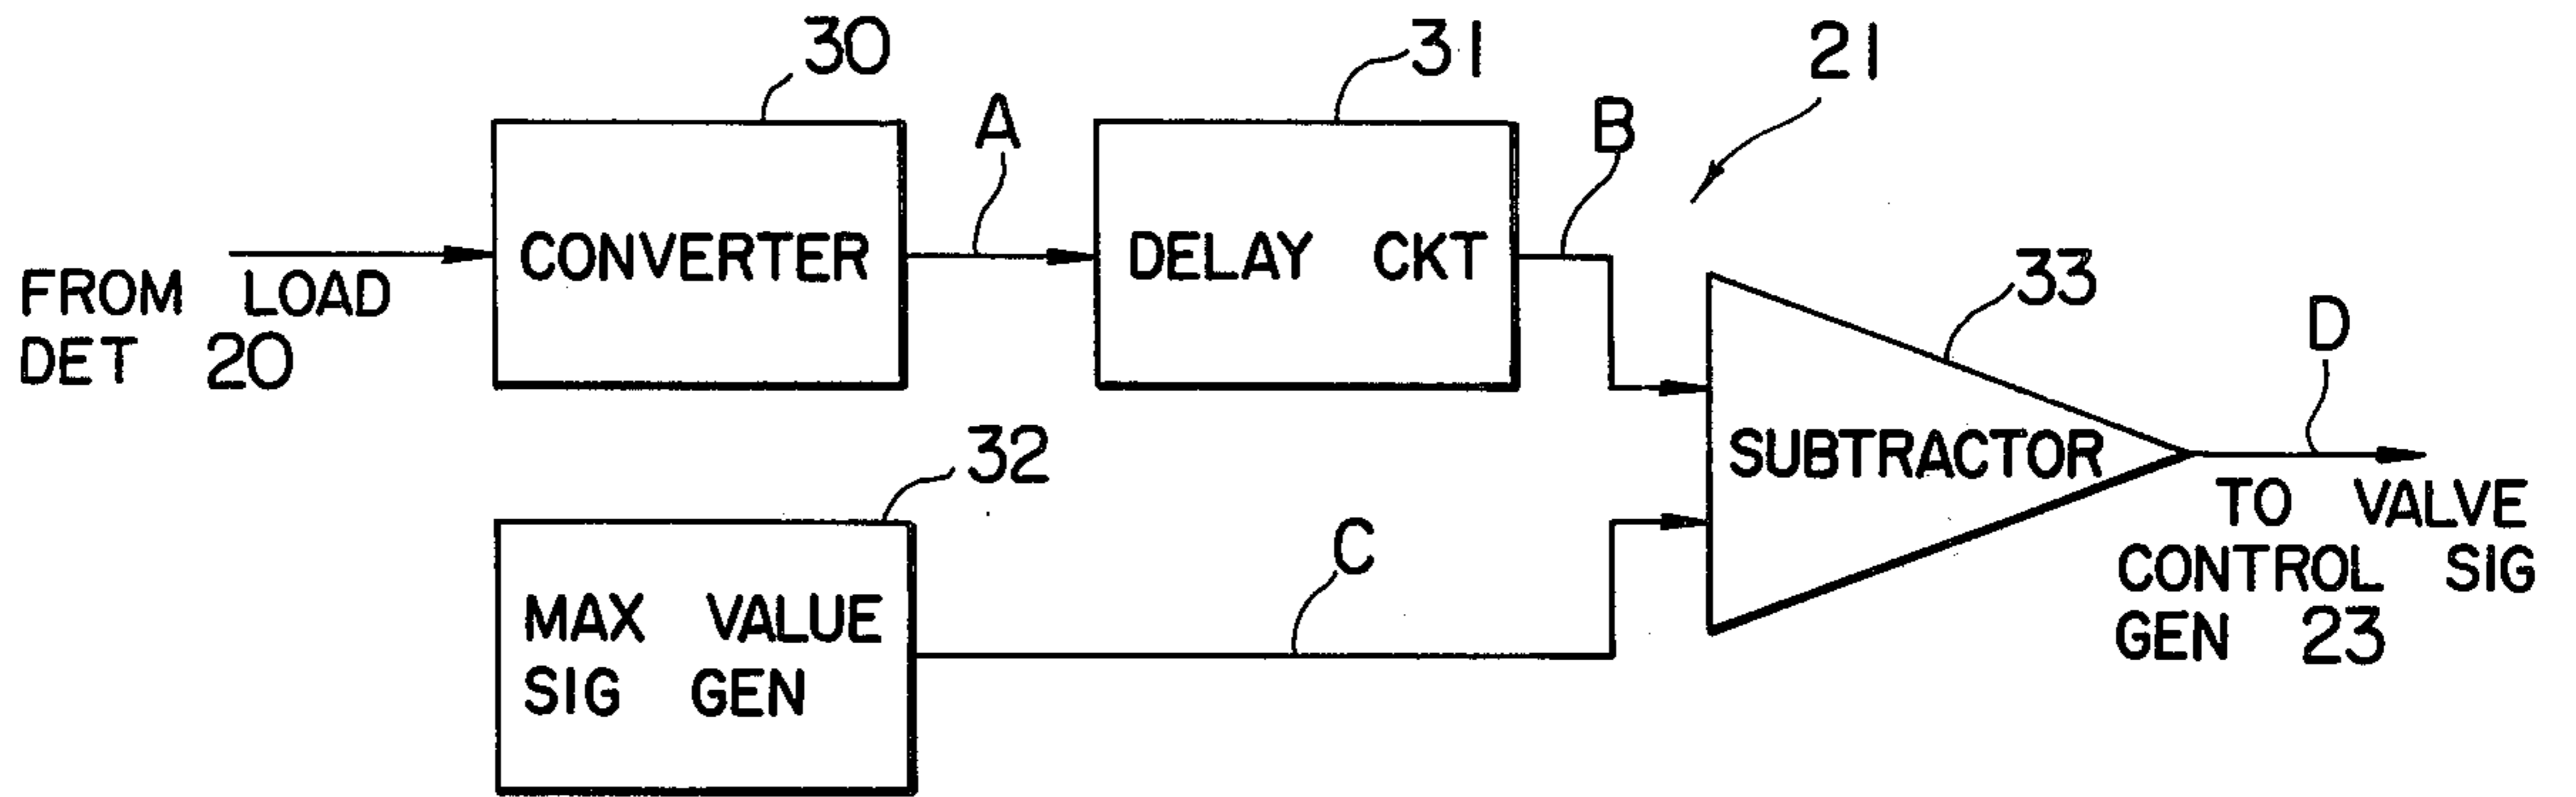 30
31
21
A
B
CONVERTER
DELAY CKT
FROM LOAD
DET 20
33
D
32
SUBTRACTOR
C
TO VALVE
CONTROL SIG
GEN 23
MAX VALUE
SIG GEN